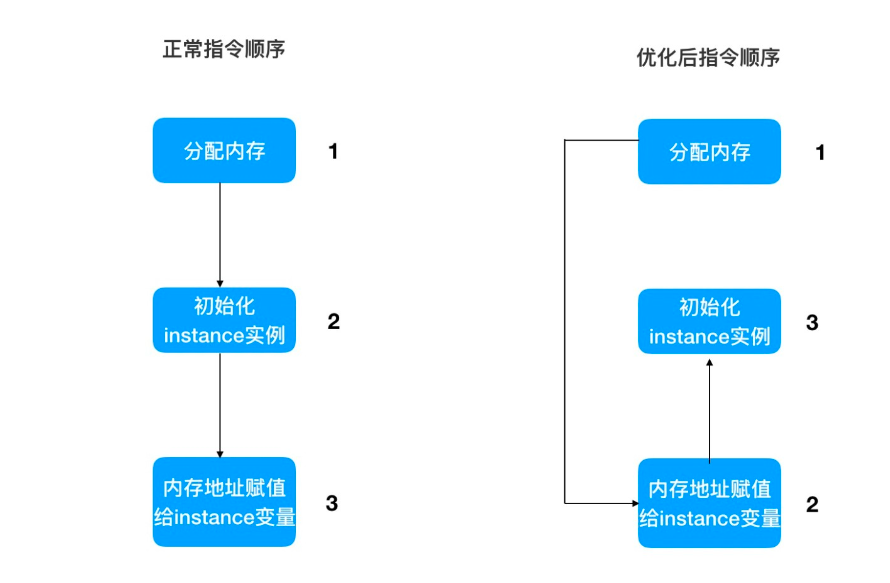 正常指令顺序
分配内存
1
初始化
instance实例
2
内存地址赋值
给instance变量
3
优化后指令顺序
分配内存
1
初始化
instance实例
3
内存地址赋值
给instance变量
2